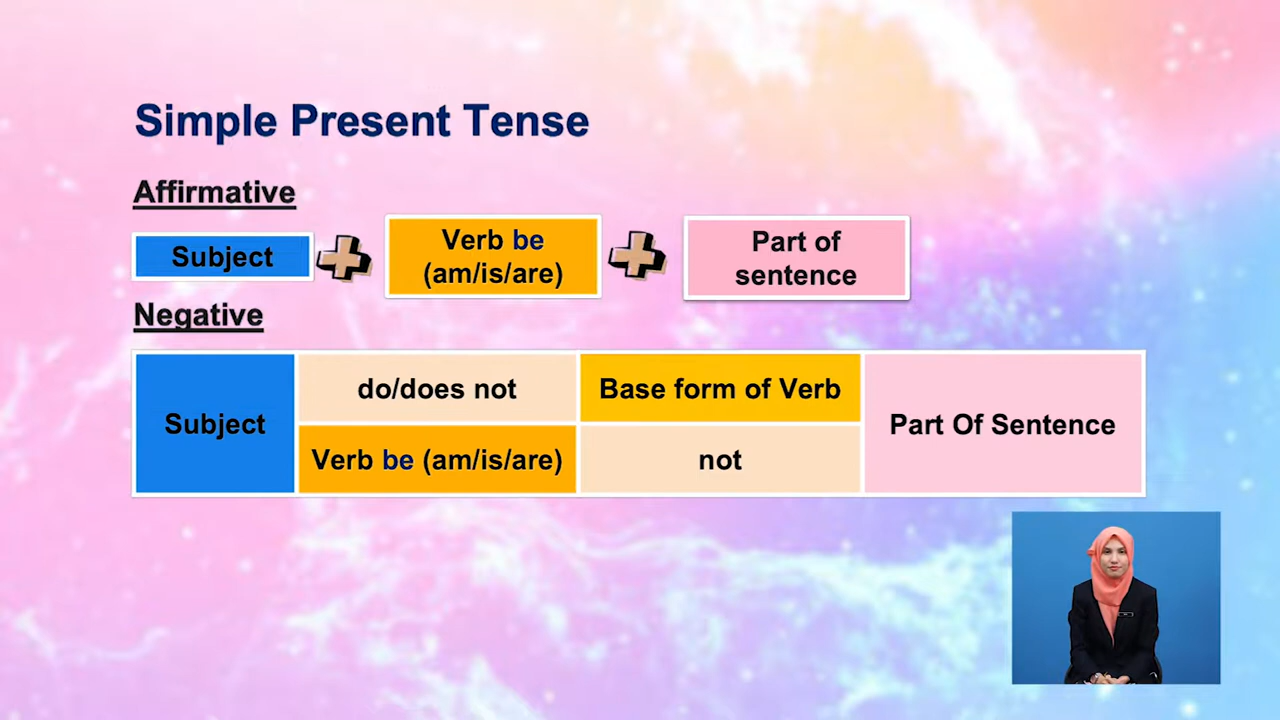 Simple Present Tense
Affirmative
Subject
Verb be
(am/is/are)
Part of
sentence
Negative
Subject
do/does not
Base form of Verb
Verb be (am/is/are)
not
Part Of Sentence